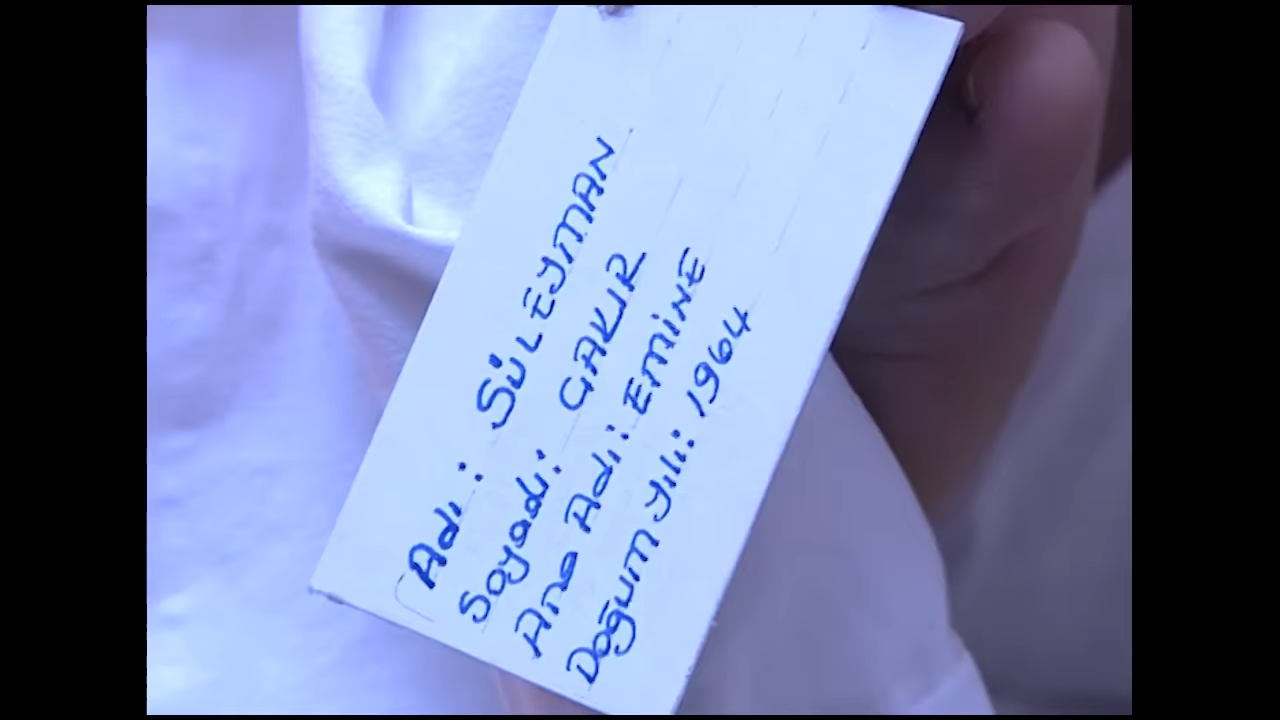 Adı: SÜLEYMAN
Soyadı: ÇAKIR
Ana Adı: EMİNE
Doğum Yılı: 1964